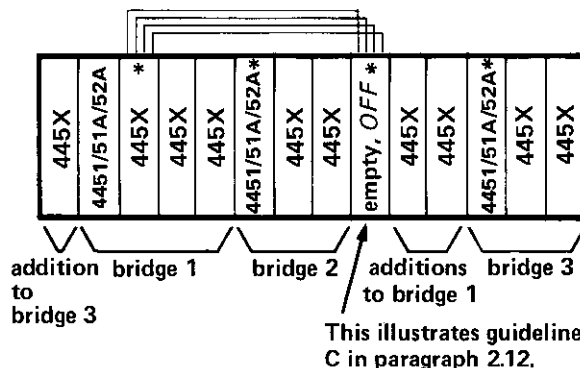 445X
4451/51A/52A
445X *
445X
445X
4451/51A/52A*
445X
445X
empty, OFF *
445X
445X
4451/51A/52A*
445X
445X
addition to bridge 3
bridge 1
bridge 2
additions to bridge 1
bridge 3
This illustrates guideline
C in paragraph 2.12.